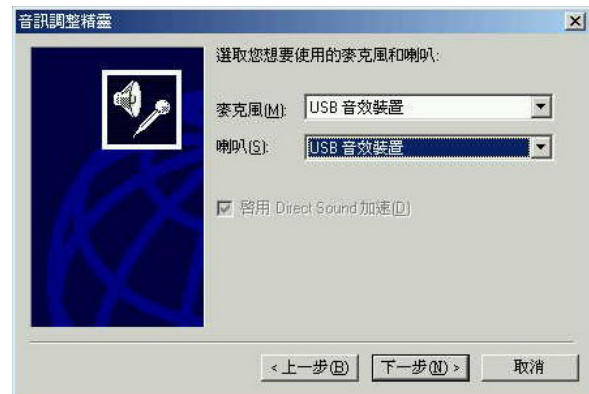 音訊調整精靈
選取您想要使用的麥克風和喇叭:
麥克風(M): USB 音效裝置
喇叭(S): USB 音效裝置
啓用 Direct Sound 加速(D)
<上一步(B) 下一步(N)> 取消